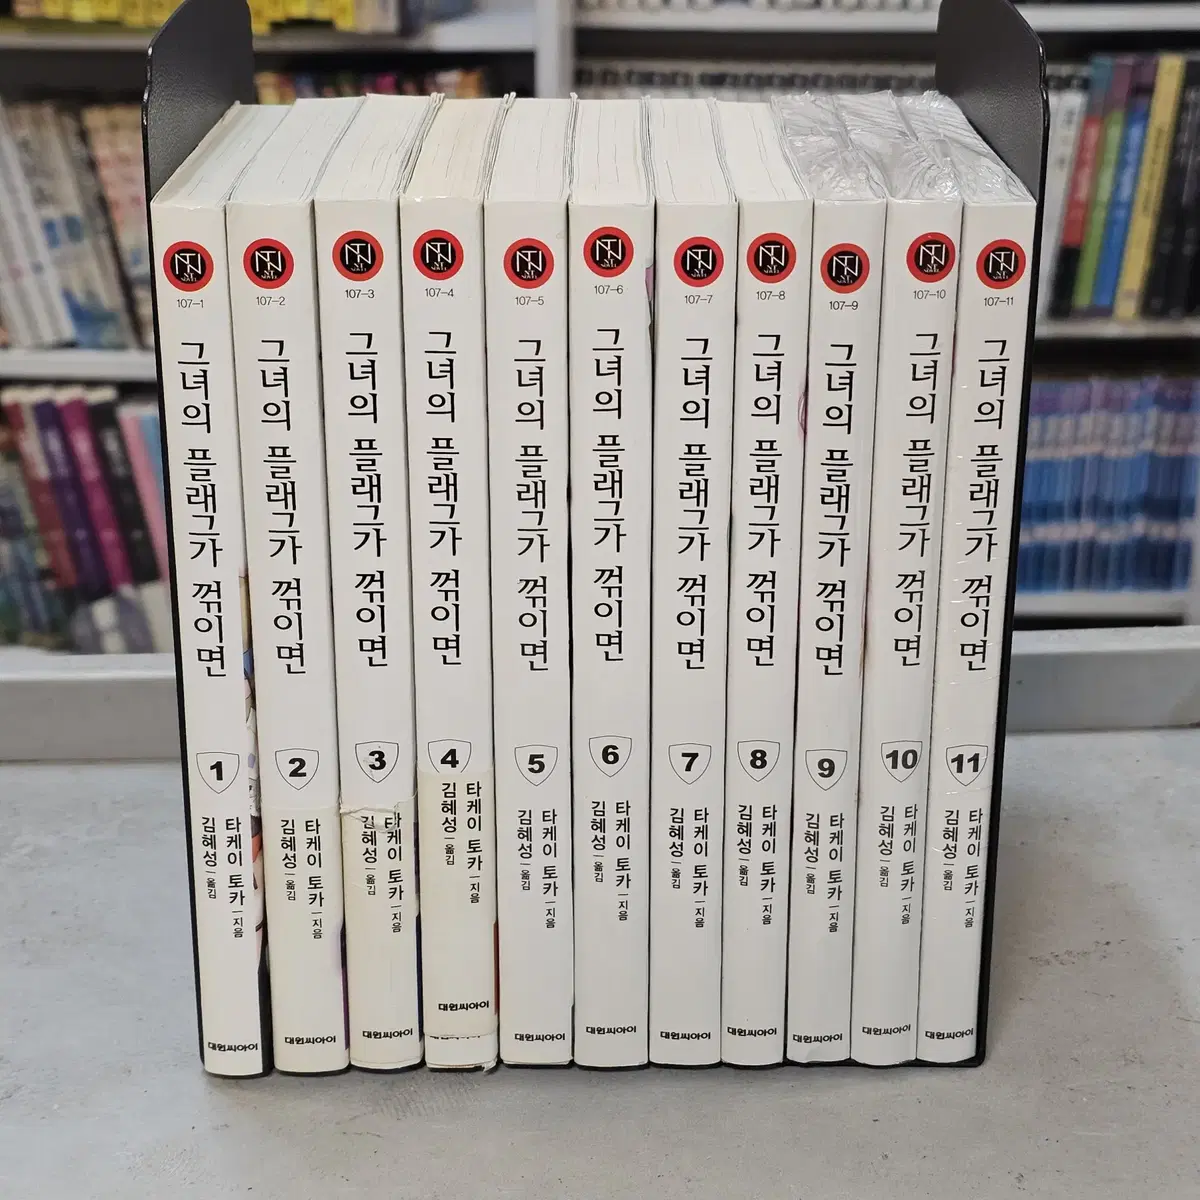 107-1
그녀의 플래그가 꺾이면
1
타케이 토카 지음
김혜성 옮김
대원씨아이
107-2
그녀의 플래그가 꺾이면
2
타케이 토카 지음
김혜성 옮김
대원씨아이
107-3
그녀의 플래그가 꺾이면
3
타케이 토카 지음
김혜성 옮김
대원씨아이
107-4
그녀의 플래그가 꺾이면
4
타케이 토카 지음
김혜성 옮김
대원씨아이
107-5
그녀의 플래그가 꺾이면
5
타케이 토카 지음
김혜성 옮김
대원씨아이
107-6
그녀의 플래그가 꺾이면
6
타케이 토카 지음
김혜성 옮김
대원씨아이
107-7
그녀의 플래그가 꺾이면
7
타케이 토카 지음
김혜성 옮김
대원씨아이
107-8
그녀의 플래그가 꺾이면
8
타케이 토카 지음
김혜성 옮김
대원씨아이
107-9
그녀의 플래그가 꺾이면
9
타케이 토카 지음
김혜성 옮김
대원씨아이
107-10
그녀의 플래그가 꺾이면
10
타케이 토카 지음
김혜성 옮김
대원씨아이
107-11
그녀의 플래그가 꺾이면
11
타케이 토카 지음
김혜성 옮김
대원씨아이